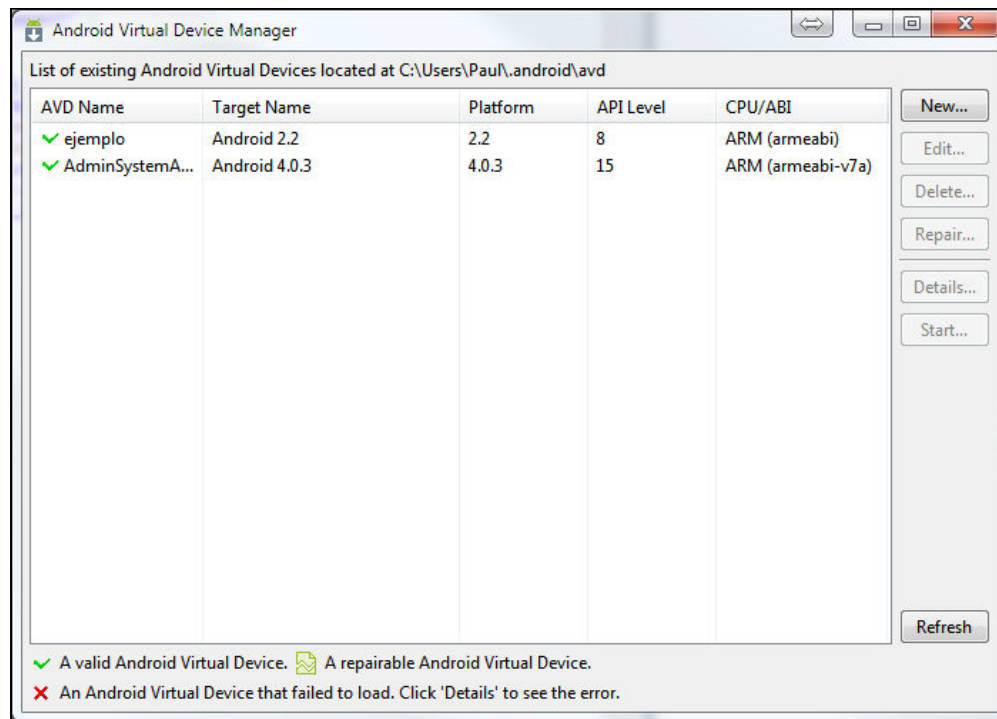 Android Virtual Device Manager
List of existing Android Virtual Devices located at C:\Users\Paul\.android\avd
AVD Name Target Name Platform API Level CPU/ABI
ejemplo Android 2.2 2.2 8 ARM (armeabi)
AdminSystemA... Android 4.0.3 4.0.3 15 ARM (armeabi-v7a)
New...
Edit...
Delete...
Repair...
Details...
Start...
Refresh
A valid Android Virtual Device. A repairable Android Virtual Device.
An Android Virtual Device that failed to load. Click 'Details' to see the error.